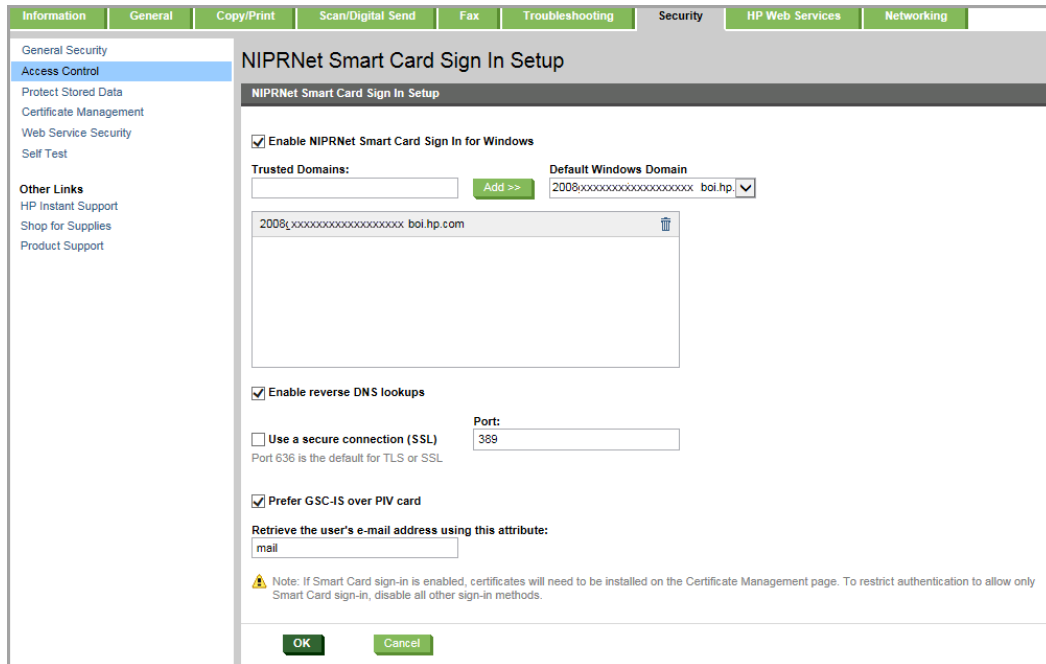 Information General Copy/Print Scan/Digital Send Fax Troubleshooting Security HP Web Services Networking
General Security
Access Control
Protect Stored Data
Certificate Management
Web Service Security
Self Test
Other Links
HP Instant Support
Shop for Supplies
Product Support
NIPRNet Smart Card Sign In Setup
NIPRNet Smart Card Sign In Setup
Enable NIPRNet Smart Card Sign In for Windows
Trusted Domains:
Add >>
Default Windows Domain
2008xxxxxxxxxxxxxxxxxxx boi.hp.
2008xxxxxxxxxxxxxxxxxxx boi.hp.com
Enable reverse DNS lookups
Use a secure connection (SSL)
Port 636 is the default for TLS or SSL
Port:
389
Prefer GSC-IS over PIV card
Retrieve the user's e-mail address using this attribute:
mail
Note: If Smart Card sign-in is enabled, certificates will need to be installed on the Certificate Management page. To restrict authentication to allow only
Smart Card sign-in, disable all other sign-in methods.
OK Cancel